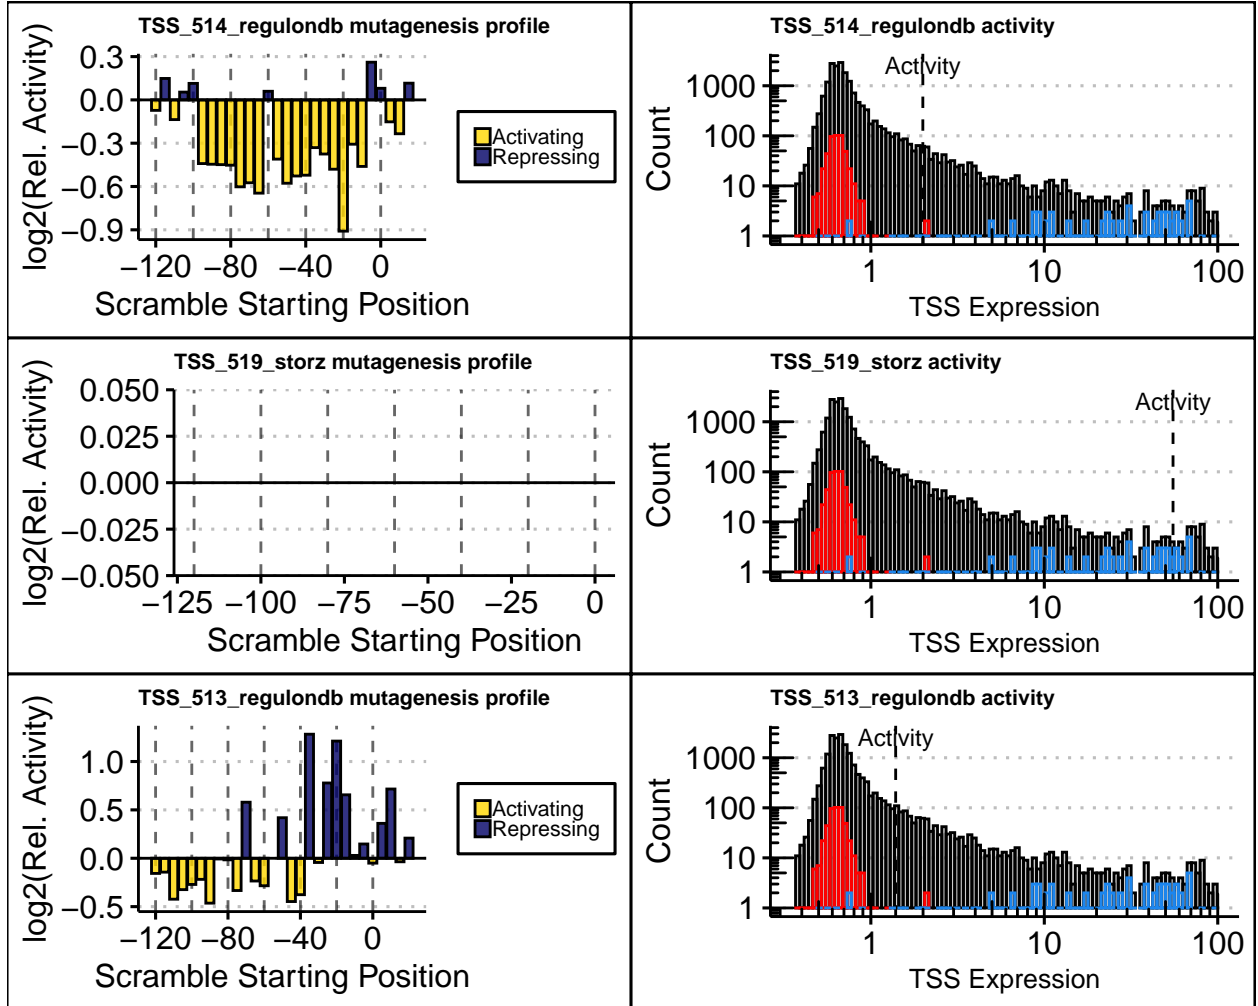 TSS_514_regulondb mutagenesis profile
log2(Rel. Activity)
0.3
0.0
−0.3
−0.6
−0.9
−120 −80 −40 0
Scramble Starting Position
Activating
Repressing
TSS_514_regulondb activity
Activity
Count
1000
100
10
1
1 10 100
TSS Expression
TSS_519_storz mutagenesis profile
log2(Rel. Activity)
0.050
0.025
0.000
−0.025
−0.050
−125 −100 −75 −50 −25 0
Scramble Starting Position
TSS_519_storz activity
Activity
Count
1000
100
10
1
1 10 100
TSS Expression
TSS_513_regulondb mutagenesis profile
log2(Rel. Activity)
1.0
0.5
0.0
−0.5
−120 −80 −40 0
Scramble Starting Position
Activating
Repressing
TSS_513_regulondb activity
Activity
Count
1000
100
10
1
1 10 100
TSS Expression